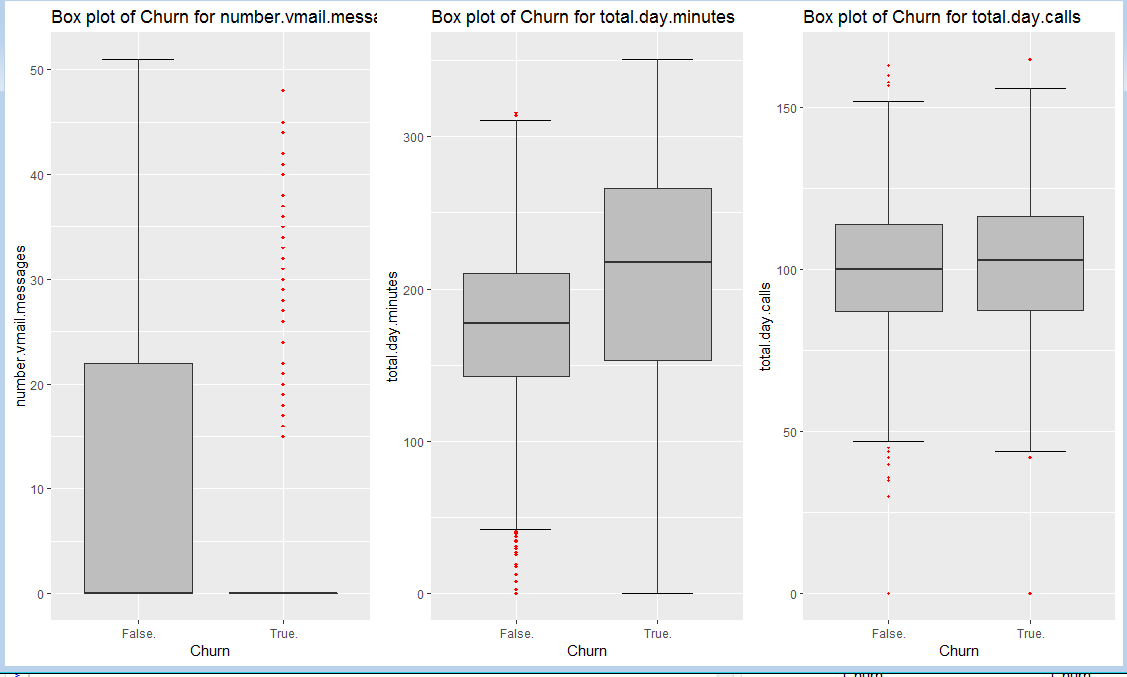 Box plot of Churn for number.vmail.messa
50
40
30
20
10
0
number.vmail.messages
False.
True.
Churn
Box plot of Churn for total.day.minutes
300
200
100
0
total.day.minutes
False.
True.
Churn
Box plot of Churn for total.day.calls
150
100
50
0
total.day.calls
False.
True.
Churn